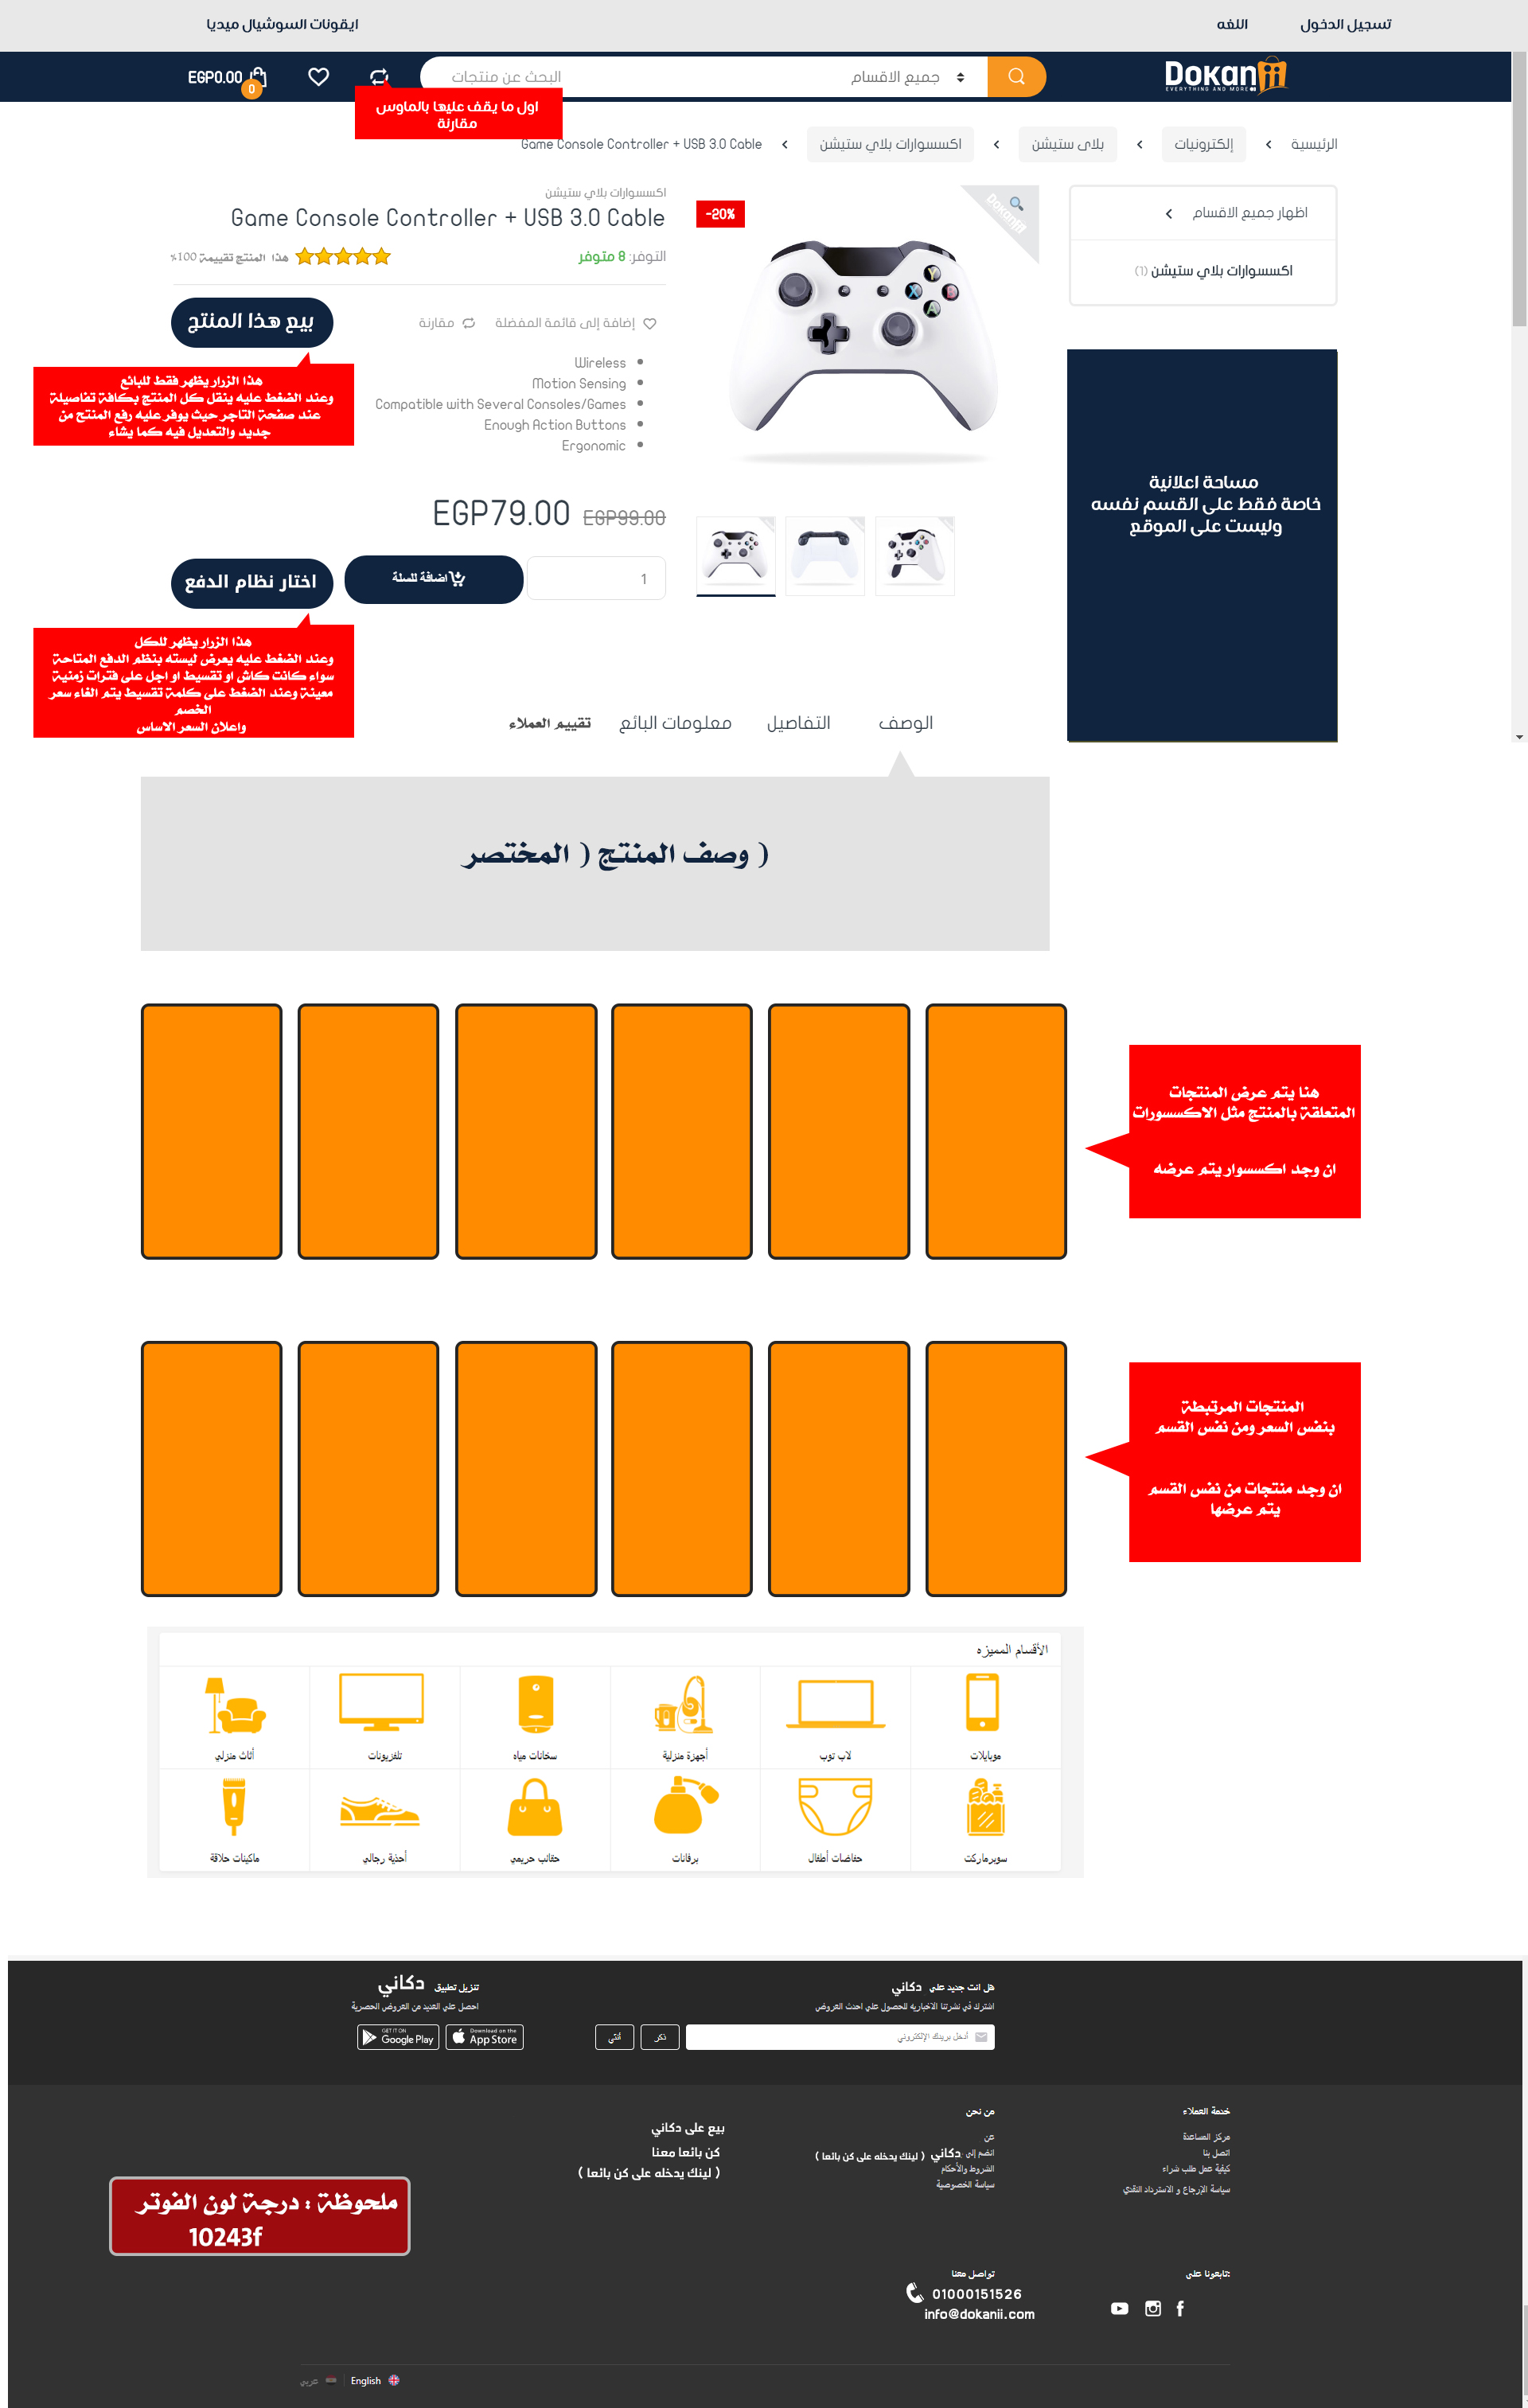 تسجيل الدخول
اللغه
ايقونات السوشيال ميديا
Dokanii
EVERYTHING AND MORE
جميع الاقسام
البحث عن منتجات
EGP0.00
0
اول ما يقف عليها بالماوس
مقارنة
الرئيسية
إلكترونيات
بلاى ستيشن
اكسسوارات بلاي ستيشن
Game Console Controller + USB 3.0 Cable
اظهار جميع الاقسام
اكسسوارات بلاي ستيشن (1)
مساحة اعلانية
خاصة فقط على القسم نفسه
وليست على الموقع
-20%
Dokanii
اكسسوارات بلاي ستيشن
Game Console Controller + USB 3.0 Cable
التوفر: 8 متوفر
هذا المنتج تقييمة 100%
إضافة إلى قائمة المفضلة
مقارنة
بيع هذا المنتج
هذا الزرار يظهر فقط للبائع
وعند الضغط عليه ينقل كل المنتج بكافة تفاصيلة
عند صفحة التاجر حيث يوفر عليه رفع المنتج من
جديد والتعديل فيه كما يشاء
Wireless
Motion Sensing
Compatible with Several Consoles/Games
Enough Action Buttons
Ergonomic
EGP99.00
EGP79.00
1
اضافة للسلة
اختار نظام الدفع
هذا الزرار يظهر للكل
وعند الضغط عليه يعرض ليسته بنظم الدفع المتاحة
سواء كانت كاش او تقسيط او اجل على فترات زمنية
معينة وعند الضغط على كلمة تقسيط يتم الغاء سعر
الخصم
واعلان السعر الاساس
الوصف
التفاصيل
معلومات البائع
تقييم العملاء
( وصف المنتج ( المختصر
هنا يتم عرض المنتجات
المتعلقة بالمنتج مثل الاكسسورات
ان وجد اكسسوار يتم عرضه
المنتجات المرتبطة
بنفس السعر ومن نفس القسم
ان وجد منتجات من نفس القسم
يتم عرضها
الأقسام المميزه
موبايلات
لاب توب
أجهزة منزلية
سخانات مياه
تلفزيونات
أثاث منزلي
سوبرماركت
حفاضات أطفال
برفانات
حقائب حريمي
أحذية رجالي
ماكينات حلاقة
هل انت جديد علي دكاني
اشترك في نشرتنا الاخباريه للحصول علي احدث العروض
أدخل بريدك الإلكتروني
ذكر
أنثي
تنزيل تطبيق دكاني
احصل علي العديد من العروض الحصرية
Download on the
App Store
GET IT ON
Google Play
خدمة العملاء
مركز المساعدة
اتصل بنا
كيفية عمل طلب شراء
سياسة الإرجاع و الاسترداد النقدي
من نحن
عن
انضم إلى :دكاني ( لينك يدخله على كن بائعا )
الشروط والأحكام
سياسة الخصوصية
بيع على دكاني
كن بائعا معنا
( لينك يدخله على كن بائعا )
ملحوظة : درجة لون الفوتر
10243f
تابعونا على:
تواصل معنا
01000151526
info@dokanii.com
English
عربي